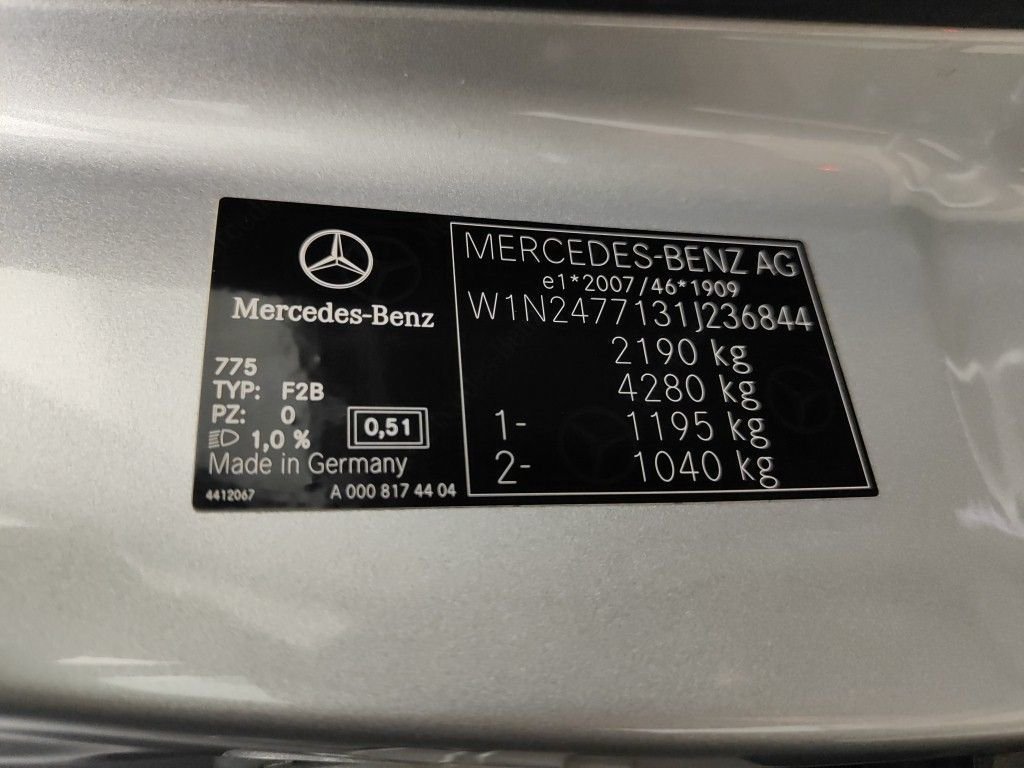 Mercedes-Benz
775
TYP: F2B
PZ: 0
1,0 %
0,51
Made in Germany
4412067
A 000 817 44 04
MERCEDES-BENZ AG
e1*2007/46*1909
W1N2477131J236844
2190 kg
4280 kg
1- 1195 kg
2- 1040 kg